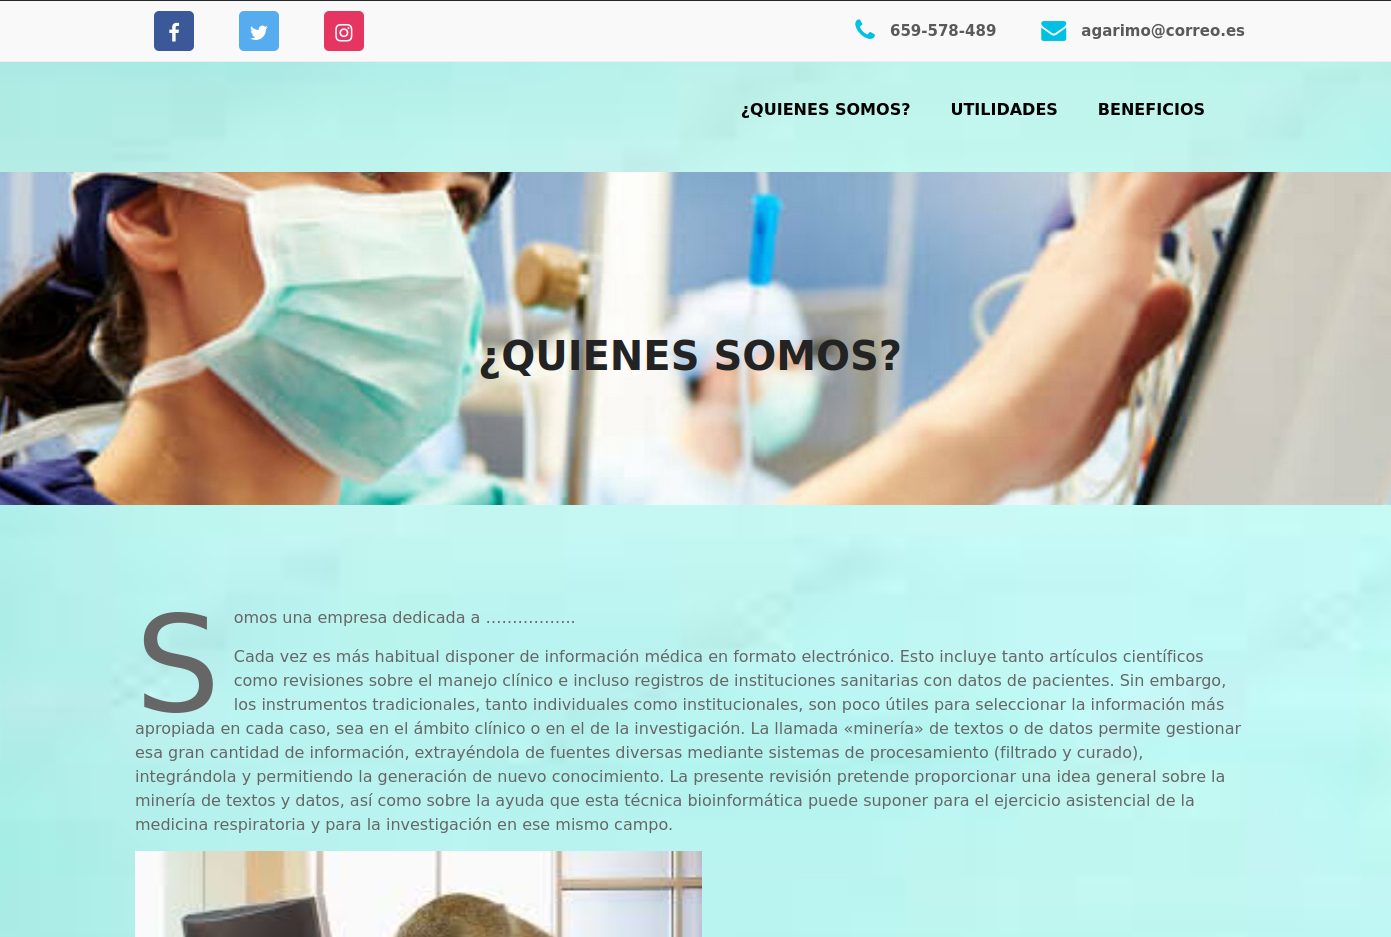 659-578-489 agarimo@correo.es
¿QUIENES SOMOS? UTILIDADES BENEFICIOS
¿QUIENES SOMOS?
Somos una empresa dedicada a ……………..
Cada vez es más habitual disponer de información médica en formato electrónico. Esto incluye tanto artículos científicos
como revisiones sobre el manejo clínico e incluso registros de instituciones sanitarias con datos de pacientes. Sin embargo,
los instrumentos tradicionales, tanto individuales como institucionales, son poco útiles para seleccionar la información más
apropiada en cada caso, sea en el ámbito clínico o en el de la investigación. La llamada «minería» de textos o de datos permite gestionar
esa gran cantidad de información, extrayéndola de fuentes diversas mediante sistemas de procesamiento (filtrado y curado),
integrándola y permitiendo la generación de nuevo conocimiento. La presente revisión pretende proporcionar una idea general sobre la
minería de textos y datos, así como sobre la ayuda que esta técnica bioinformática puede suponer para el ejercicio asistencial de la
medicina respiratoria y para la investigación en ese mismo campo.